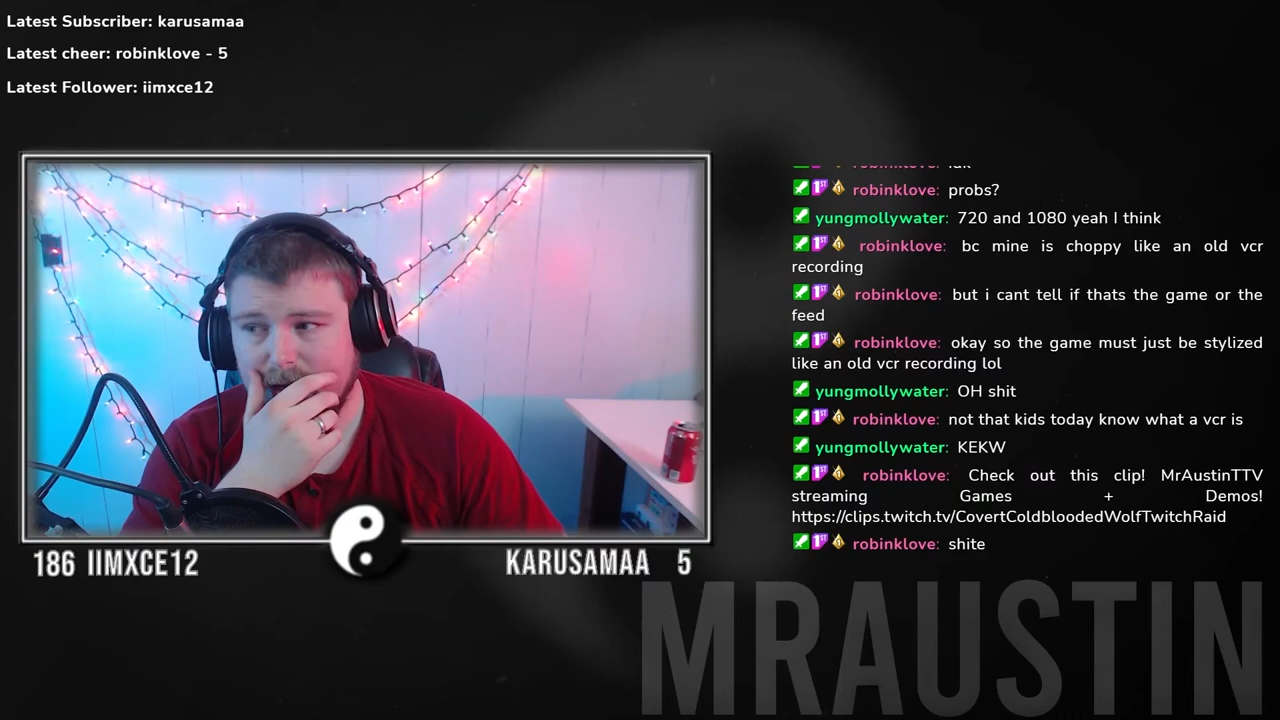 Latest Subscriber: karusamaa
Latest cheer: robinklove - 5
Latest Follower: iimxce12
robinklove: idk
robinklove: probs?
yungmollywater: 720 and 1080 yeah I think
robinklove: bc mine is choppy like an old vcr
recording
robinklove: but i cant tell if thats the game or the
feed
robinklove: okay so the game must just be stylized
like an old vcr recording lol
yungmollywater: OH shit
robinklove: not that kids today know what a vcr is
yungmollywater: KEKW
robinklove: Check out this clip! MrAustinTTV
streaming Games + Demos!
https://clips.twitch.tv/CovertColdbloodedWolfTwitchRaid
robinklove: shite
186 IIMXCE12
KARUSAMAA 5
MRAUSTIN